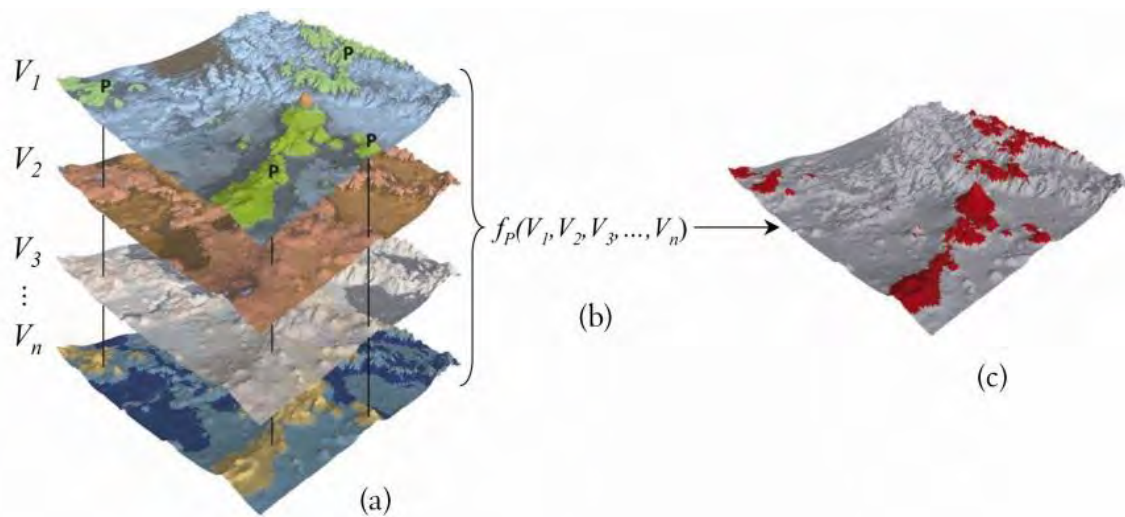 V1
P
P
P
P
V2
V3
⋮
Vn
fP(V1, V2, V3, ..., Vn)
(a)
(b)
(c)